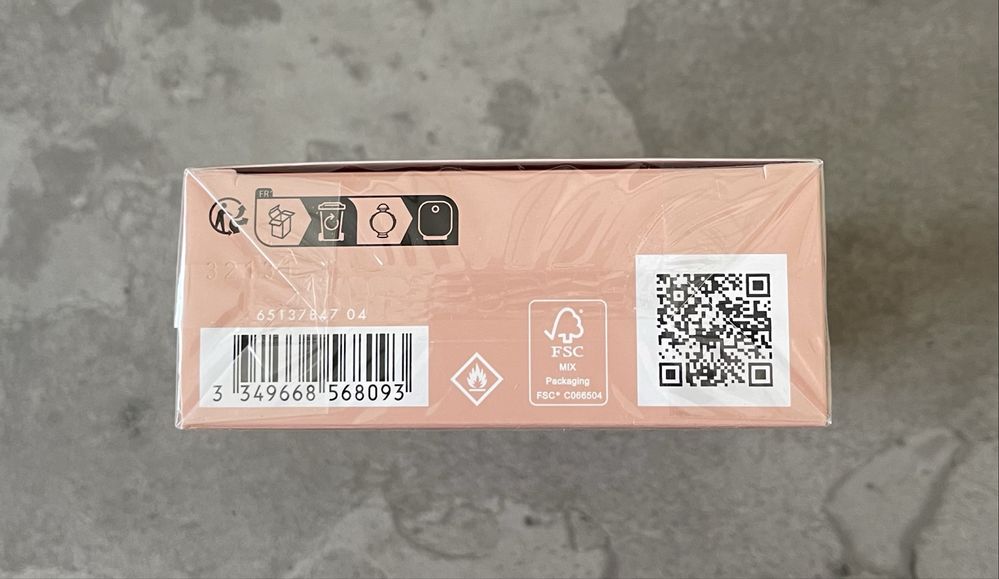 FR
65137847 04
3 349668 568093
FSC
MIX
Packaging
FSC® C066504